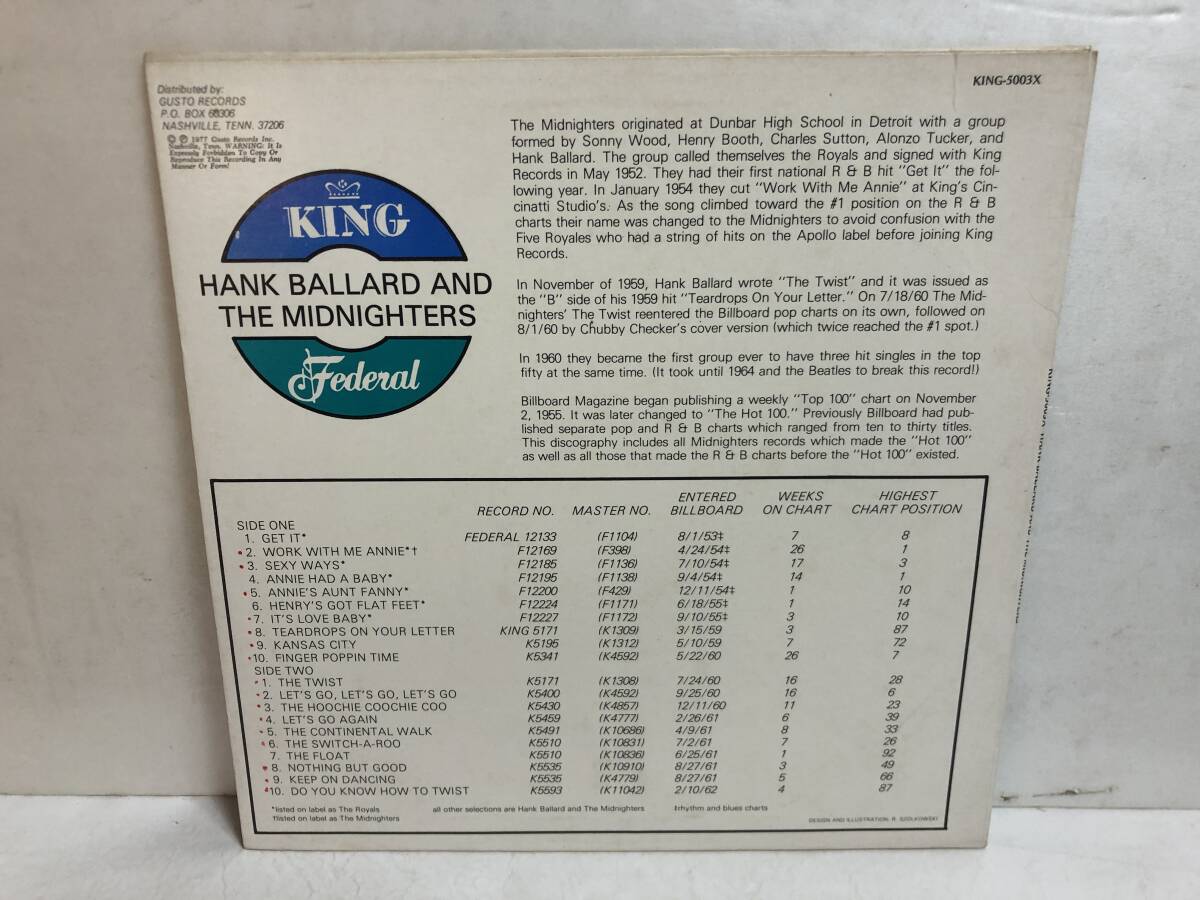 KING-5003X
Distributed by:
GUSTO RECORDS
P.O. BOX 68306
NASHVILLE, TENN. 37206
© ℗ 1977 Gusto Records Inc.
Nashville, Tenn. WARNING: It Is
Expressly Forbidden To Copy Or
Reproduce This Recording In Any
Manner Or Form!
KING
HANK BALLARD AND
THE MIDNIGHTERS
Federal
The Midnighters originated at Dunbar High School in Detroit with a group
formed by Sonny Wood, Henry Booth, Charles Sutton, Alonzo Tucker, and
Hank Ballard. The group called themselves the Royals and signed with King
Records in May 1952. They had their first national R & B hit "Get It" the fol-
lowing year. In January 1954 they cut "Work With Me Annie" at King's Cin-
cinatti Studio's. As the song climbed toward the #1 position on the R & B
charts their name was changed to the Midnighters to avoid confusion with the
Five Royales who had a string of hits on the Apollo label before joining King
Records.
In November of 1959, Hank Ballard wrote "The Twist" and it was issued as
the "B" side of his 1959 hit "Teardrops On Your Letter." On 7/18/60 The Mid-
nighters' The Twist reentered the Billboard pop charts on its own, followed on
8/1/60 by Chubby Checker's cover version (which twice reached the #1 spot.)
In 1960 they became the first group ever to have three hit singles in the top
fifty at the same time. (It took until 1964 and the Beatles to break this record!)
Billboard Magazine began publishing a weekly "Top 100" chart on November
2, 1955. It was later changed to "The Hot 100." Previously Billboard had pub-
lished separate pop and R & B charts which ranged from ten to thirty titles.
This discography includes all Midnighters records which made the "Hot 100"
as well as all those that made the R & B charts before the "Hot 100" existed.
RECORD NO. MASTER NO. ENTERED BILLBOARD WEEKS ON CHART HIGHEST CHART POSITION
SIDE ONE
1. GET IT* FEDERAL 12133 (F1104) 8/1/53‡ 7 8
2. WORK WITH ME ANNIE*† F12169 (F398) 4/24/54‡ 26 1
3. SEXY WAYS* F12185 (F1136) 7/10/54‡ 17 3
4. ANNIE HAD A BABY* F12195 (F1138) 9/4/54‡ 14 1
5. ANNIE'S AUNT FANNY* F12200 (F429) 12/11/54‡ 1 10
6. HENRY'S GOT FLAT FEET* F12224 (F1171) 6/18/55‡ 1 14
7. IT'S LOVE BABY* F12227 (F1172) 9/10/55‡ 3 10
8. TEARDROPS ON YOUR LETTER KING 5171 (K1309) 3/15/59 3 87
9. KANSAS CITY K5195 (K1312) 5/10/59 7 72
10. FINGER POPPIN TIME K5341 (K4592) 5/22/60 26 7
SIDE TWO
1. THE TWIST K5171 (K1308) 7/24/60 16 28
2. LET'S GO, LET'S GO, LET'S GO K5400 (K4592) 9/25/60 16 6
3. THE HOOCHIE COOCHIE COO K5430 (K4857) 12/11/60 11 23
4. LET'S GO AGAIN K5459 (K4777) 2/26/61 6 39
5. THE CONTINENTAL WALK K5491 (K10686) 4/9/61 8 33
6. THE SWITCH-A-ROO K5510 (K10831) 7/2/61 7 26
7. THE FLOAT K5510 (K10836) 6/25/61 1 92
8. NOTHING BUT GOOD K5535 (K10910) 8/27/61 3 49
9. KEEP ON DANCING K5535 (K4779) 8/27/61 5 66
10. DO YOU KNOW HOW TO TWIST K5593 (K11042) 2/10/62 4 87
*listed on label as The Royals all other selections are Hank Ballard and The Midnighters ‡rhythm and blues charts
†listed on label as The Midnighters
DESIGN AND ILLUSTRATION: R. SZOLKOWSKI